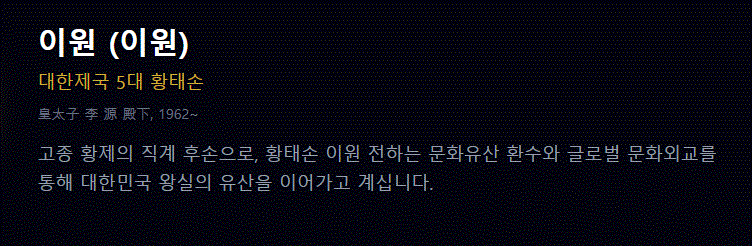 이원 (이원)
대한제국 5대 황태손
皇太子 李 源 殿下, 1962~
고종 황제의 직계 후손으로, 황태손 이원 전하는 문화유산 환수와 글로벌 문화외교를
통해 대한민국 왕실의 유산을 이어가고 계십니다.